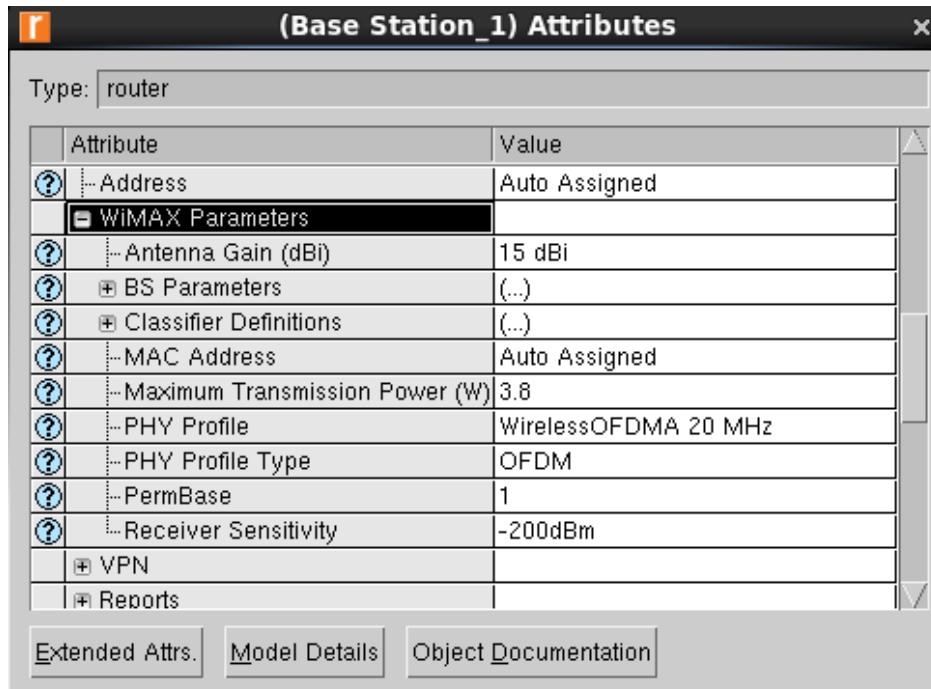 r (Base Station_1) Attributes ×
Type: router
Attribute Value
? Address Auto Assigned
WiMAX Parameters
? Antenna Gain (dBi) 15 dBi
? BS Parameters (...)
? Classifier Definitions (...)
? MAC Address Auto Assigned
? Maximum Transmission Power (W) 3.8
? PHY Profile WirelessOFDMA 20 MHz
? PHY Profile Type OFDM
? PermBase 1
? Receiver Sensitivity -200dBm
VPN
Reports
Extended Attrs. Model Details Object Documentation